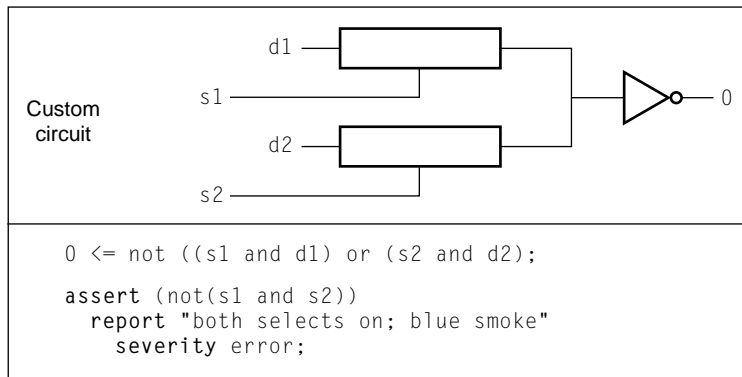 d1
s1
Custom
circuit
d2
s2
O
O <= not ((s1 and d1) or (s2 and d2);
assert (not(s1 and s2))
report "both selects on; blue smoke"
severity error;